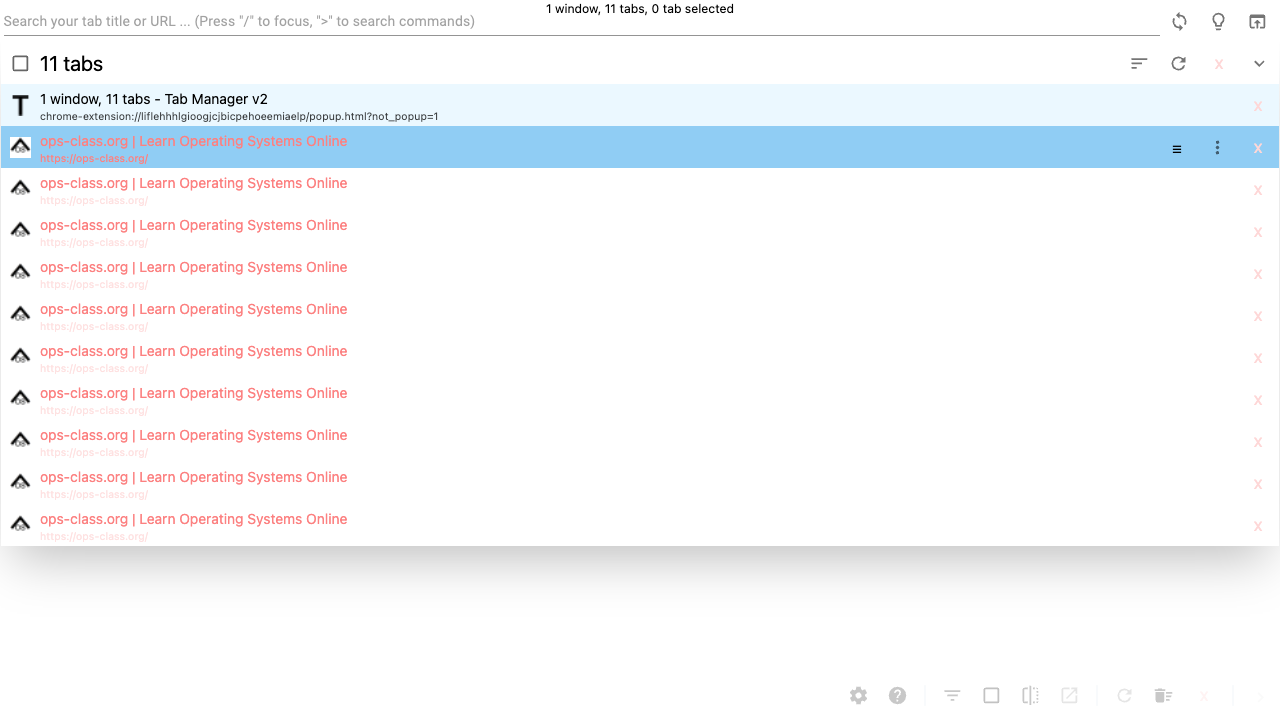 1 window, 11 tabs, 0 tab selected
Search your tab title or URL ... (Press "/" to focus, ">" to search commands)
11 tabs
x
T
1 window, 11 tabs - Tab Manager v2
chrome-extension://liflehhhlgioogjcjbicpehoeemiaelp/popup.html?not_popup=1
x
ops-class.org | Learn Operating Systems Online
https://ops-class.org/
x
ops-class.org | Learn Operating Systems Online
https://ops-class.org/
x
ops-class.org | Learn Operating Systems Online
https://ops-class.org/
x
ops-class.org | Learn Operating Systems Online
https://ops-class.org/
x
ops-class.org | Learn Operating Systems Online
https://ops-class.org/
x
ops-class.org | Learn Operating Systems Online
https://ops-class.org/
x
ops-class.org | Learn Operating Systems Online
https://ops-class.org/
x
ops-class.org | Learn Operating Systems Online
https://ops-class.org/
x
ops-class.org | Learn Operating Systems Online
https://ops-class.org/
x
ops-class.org | Learn Operating Systems Online
https://ops-class.org/
x
x